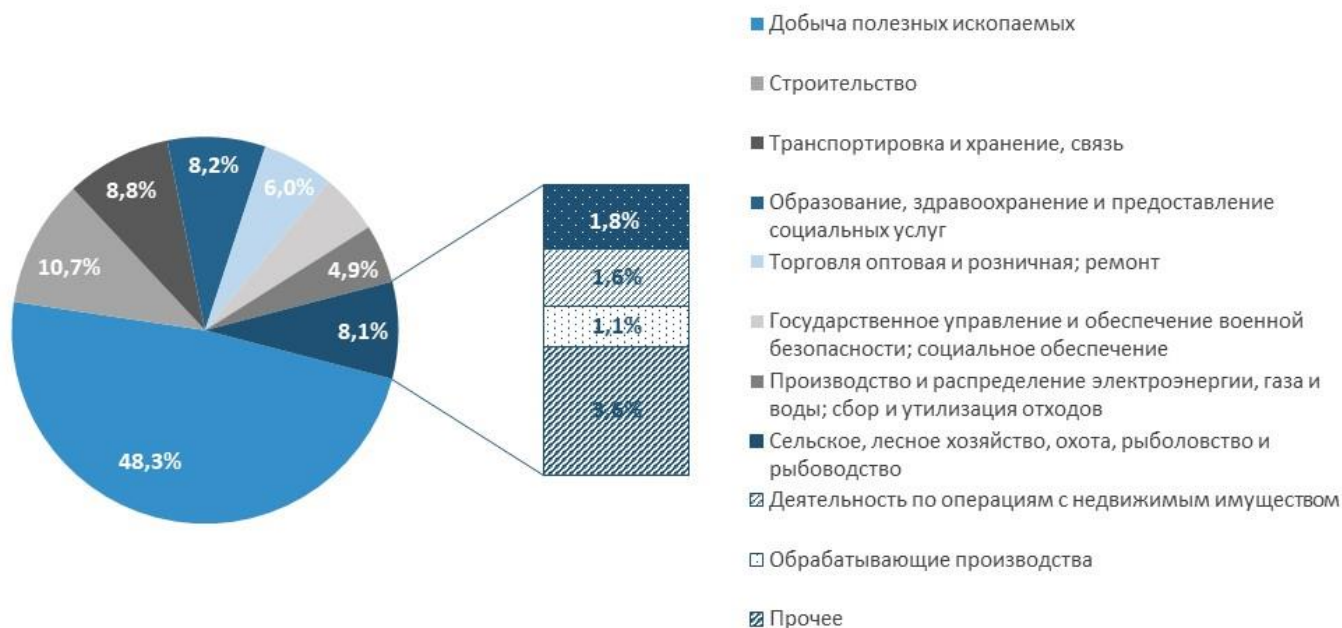 Добыча полезных ископаемых
Строительство
Транспортировка и хранение, связь
Образование, здравоохранение и предоставление
социальных услуг
Торговля оптовая и розничная; ремонт
Государственное управление и обеспечение военной
безопасности; социальное обеспечение
Производство и распределение электроэнергии, газа и
воды; сбор и утилизация отходов
Сельское, лесное хозяйство, охота, рыболовство и
рыбоводство
Деятельность по операциям с недвижимым имуществом
Обрабатывающие производства
Прочее
8,2%
6,0%
8,8%
10,7%
4,9%
8,1%
48,3%
1,8%
1,6%
1,1%
3,6%